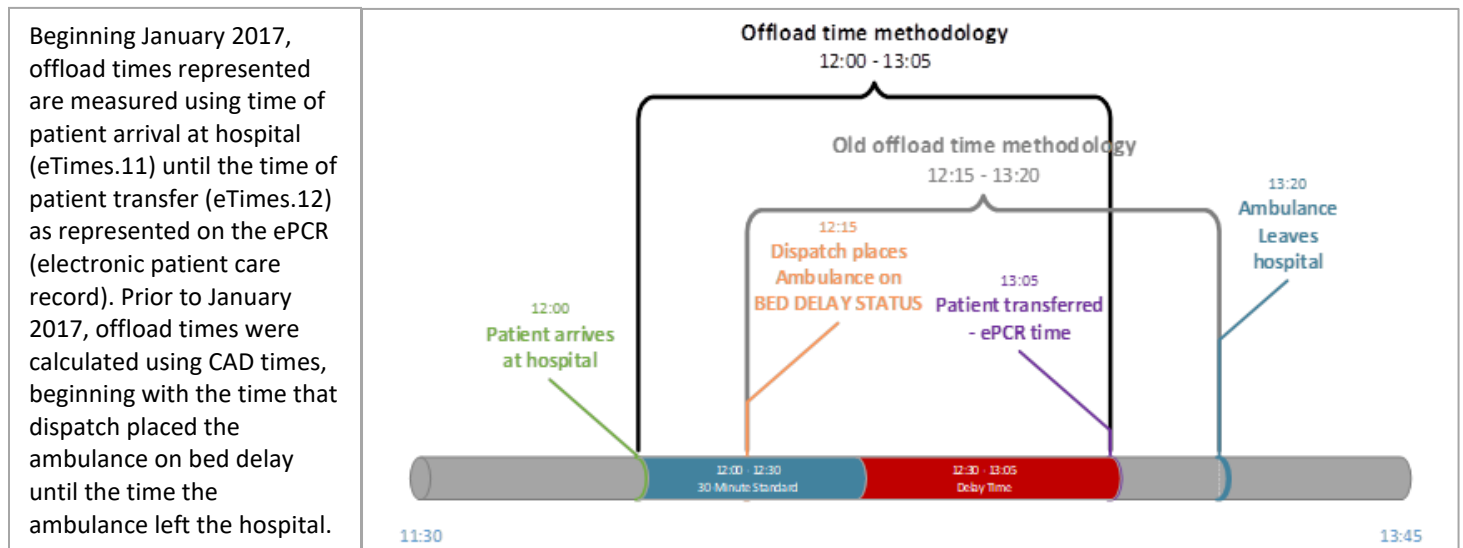 Beginning January 2017,
offload times represented
are measured using time of
patient arrival at hospital
(eTimes.11) until the time of
patient transfer (eTimes.12)
as represented on the ePCR
(electronic patient care
record). Prior to January
2017, offload times were
calculated using CAD times,
beginning with the time that
dispatch placed the
ambulance on bed delay
until the time the
ambulance left the hospital.
Offload time methodology
12:00 - 13:05
Old offload time methodology
12:15 - 13:20
13:20
Ambulance
Leaves
hospital
12:15
Dispatch places
Ambulance on
BED DELAY STATUS
13:05
Patient transferred
- ePCR time
12:00
Patient arrives
at hospital
12:00 - 12:30
30 Minute Standard
12:30 - 13:05
Delay Time
11:30
13:45